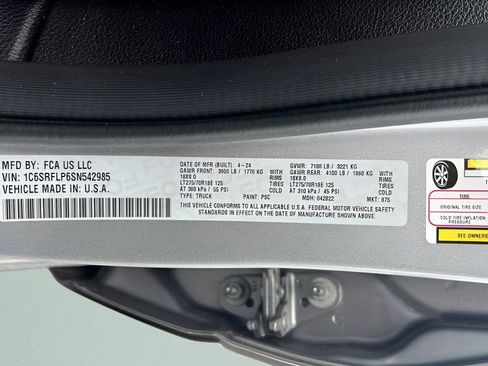 MFD BY: FCA US LLC
VIN: 1C6SRFLP6SN542985
VEHICLE MADE IN U.S.A.
DATE OF MFR (BUILT): 4-24
GVWR: 7100 LB / 3221 KG
GAWR FRONT: 3900 LB / 1770 KG WITH
GAWR REAR: 4100 LB / 1860 KG WITH
18X8.0 RIMS
18X8.0 RIMS
LT275/70R18E 125 TIRES
LT275/70R18E 125 TIRES
AT 380 kPa / 55 PSI
AT 310 kPa / 45 PSI
TYPE: TRUCK PAINT: PSC MDH: 042822 MKT: 875
THIS VEHICLE CONFORMS TO ALL APPLICABLE U.S.A. FEDERAL MOTOR VEHICLE SAFETY
STANDARDS IN EFFECT ON THE DATE OF MANUFACTURE SHOWN ABOVE
TIRE
ORIGINAL TIRE SIZE
COLD TIRE INFLATION
PRESSURE
SEE OWNERS